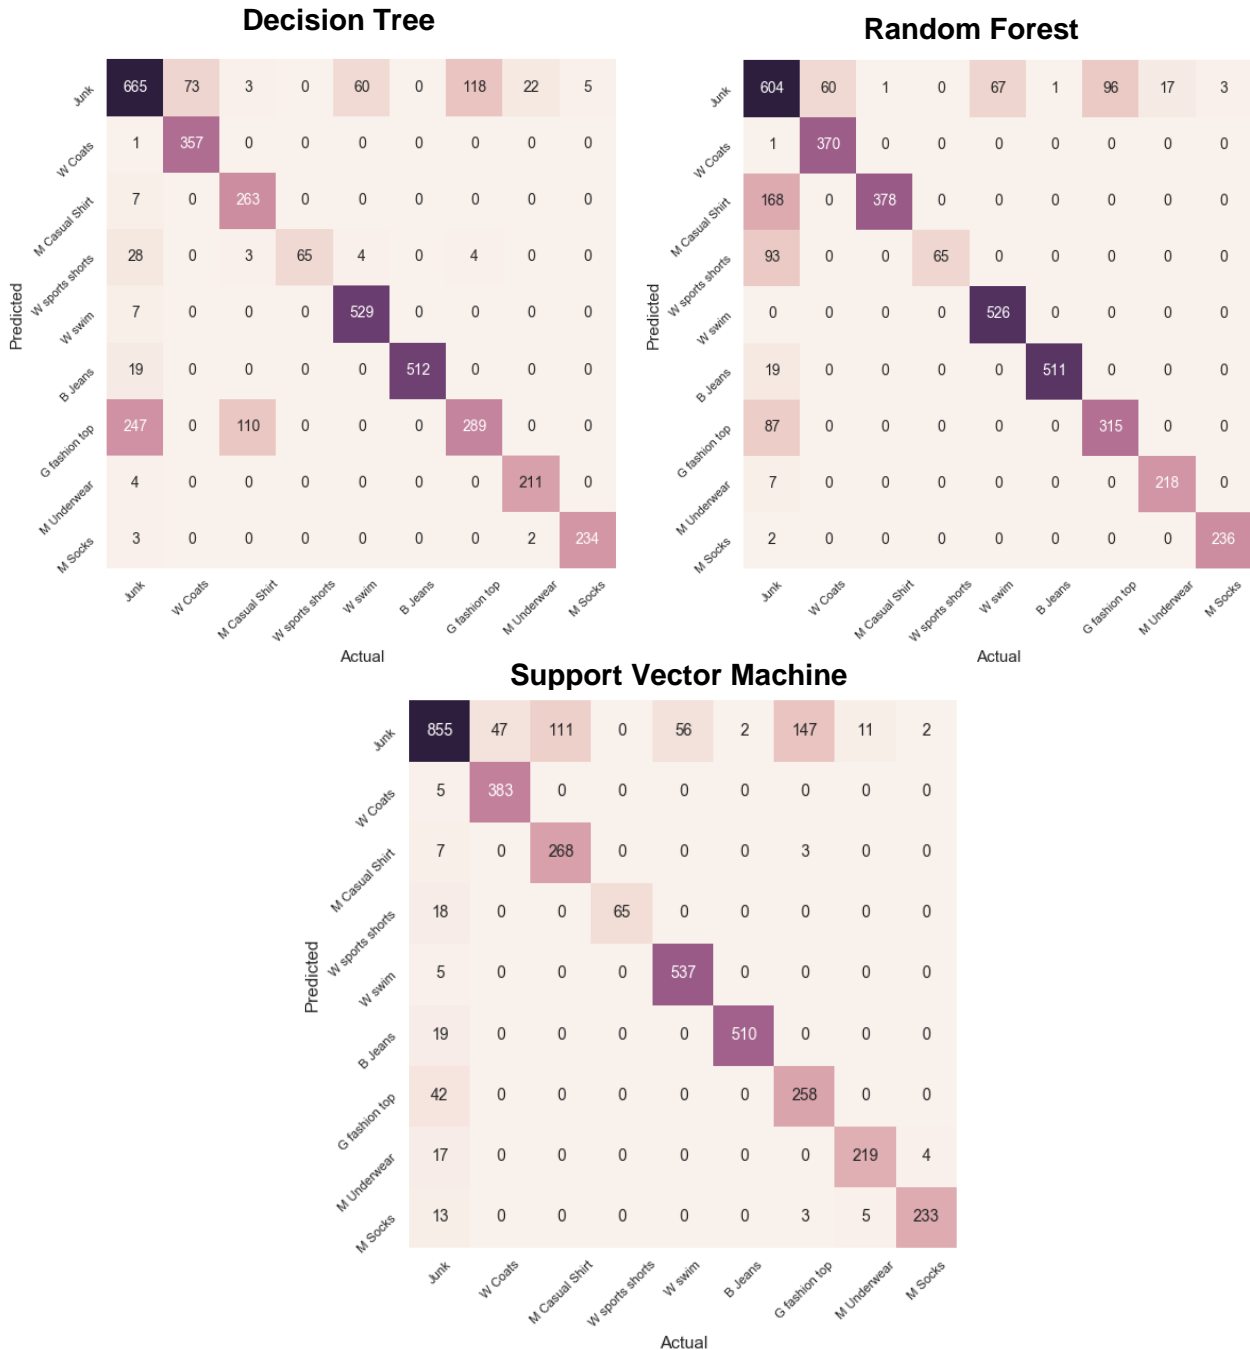 Decision Tree
Predicted
Junk 665 73 3 0 60 0 118 22 5
W Coats 1 357 0 0 0 0 0 0 0
M Casual Shirt 7 0 263 0 0 0 0 0 0
W sports shorts 28 0 3 65 4 0 4 0 0
W swim 7 0 0 0 529 0 0 0 0
B Jeans 19 0 0 0 0 512 0 0 0
G fashion top 247 0 110 0 0 0 289 0 0
M Underwear 4 0 0 0 0 0 0 211 0
M Socks 3 0 0 0 0 0 0 2 234
Junk W Coats M Casual Shirt W sports shorts W swim B Jeans G fashion top M Underwear M Socks
Actual
Random Forest
Predicted
Junk 604 60 1 0 67 1 96 17 3
W Coats 1 370 0 0 0 0 0 0 0
M Casual Shirt 168 0 378 0 0 0 0 0 0
W sports shorts 93 0 0 65 0 0 0 0 0
W swim 0 0 0 0 526 0 0 0 0
B Jeans 19 0 0 0 0 511 0 0 0
G fashion top 87 0 0 0 0 0 315 0 0
M Underwear 7 0 0 0 0 0 0 218 0
M Socks 2 0 0 0 0 0 0 0 236
Junk W Coats M Casual Shirt W sports shorts W swim B Jeans G fashion top M Underwear M Socks
Actual
Support Vector Machine
Predicted
Junk 855 47 111 0 56 2 147 11 2
W Coats 5 383 0 0 0 0 0 0 0
M Casual Shirt 7 0 268 0 0 0 3 0 0
W sports shorts 18 0 0 65 0 0 0 0 0
W swim 5 0 0 0 537 0 0 0 0
B Jeans 19 0 0 0 0 510 0 0 0
G fashion top 42 0 0 0 0 0 258 0 0
M Underwear 17 0 0 0 0 0 0 219 4
M Socks 13 0 0 0 0 0 3 5 233
Junk W Coats M Casual Shirt W sports shorts W swim B Jeans G fashion top M Underwear M Socks
Actual